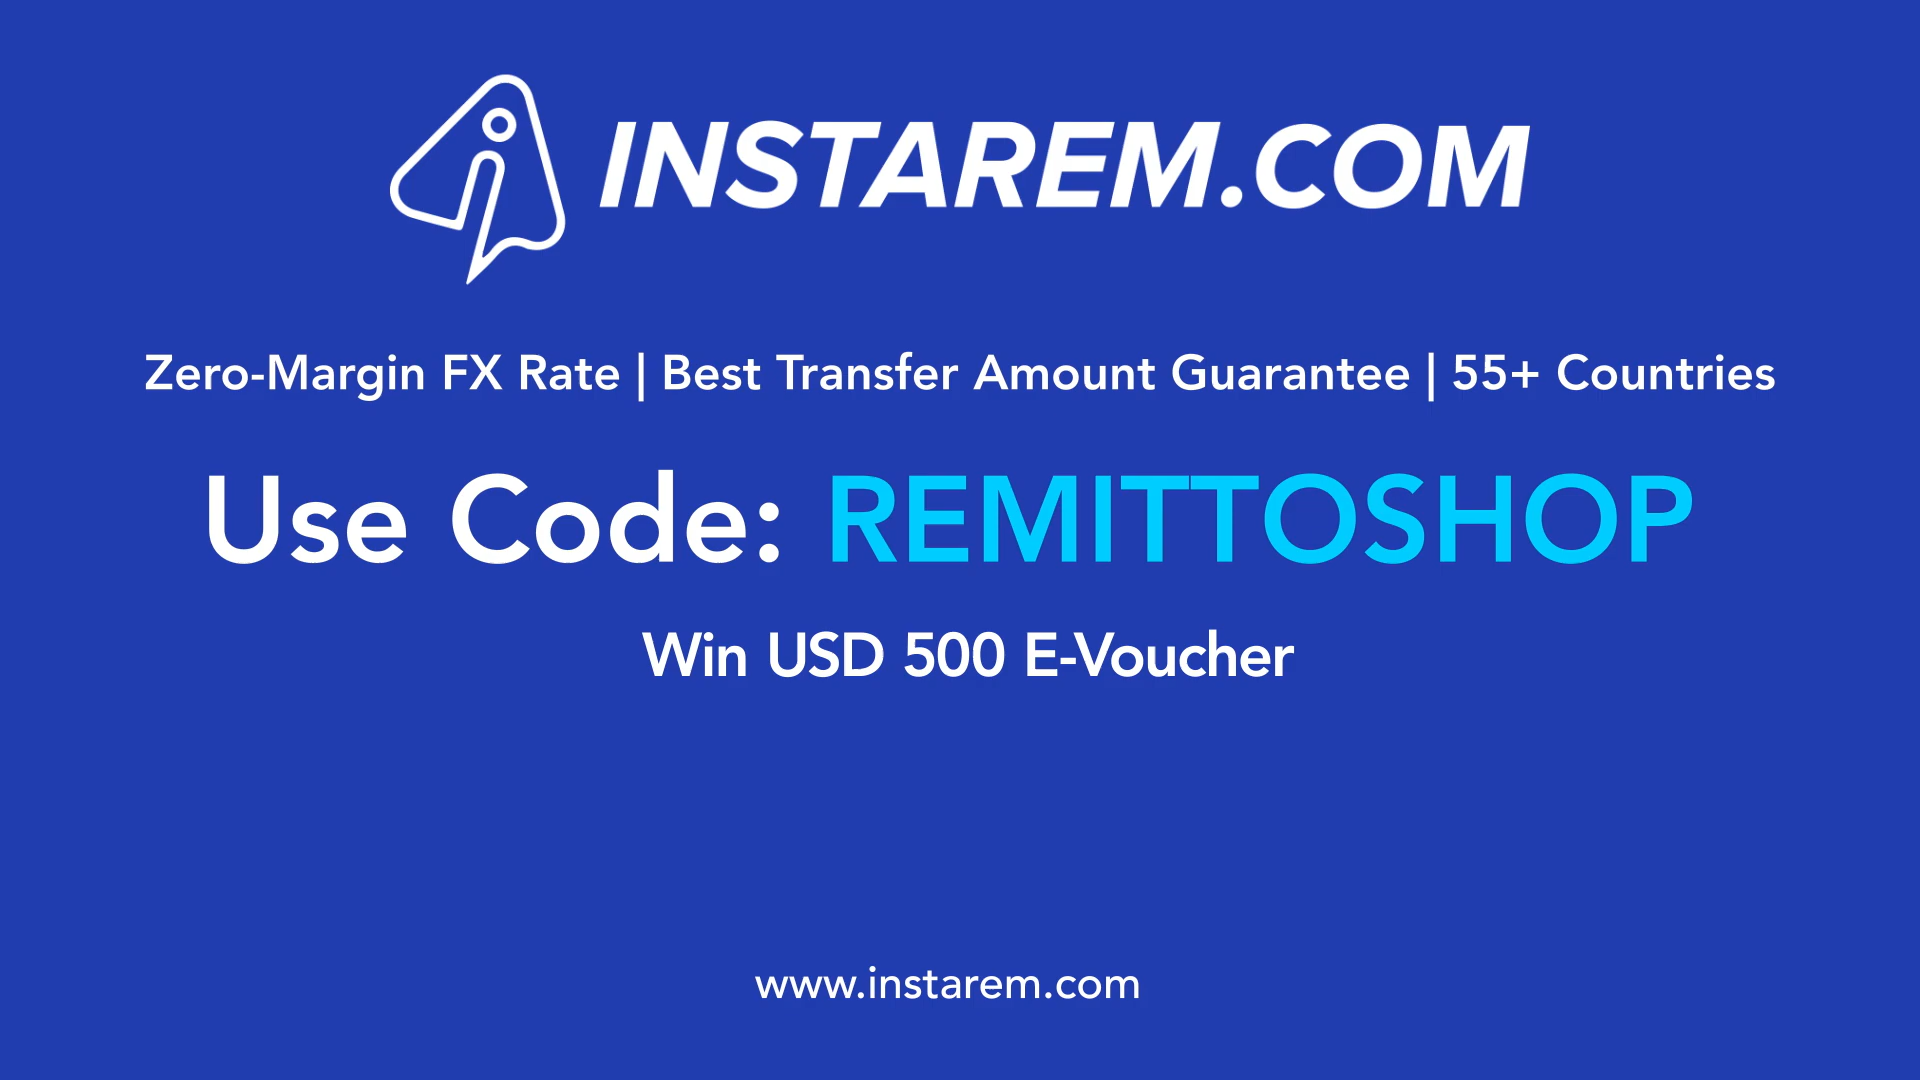 INSTAREM.COM
Zero-Margin FX Rate | Best Transfer Amount Guarantee | 55+ Countries
Use Code: REMITTOSHOP
Win USD 500 E-Voucher
www.instarem.com